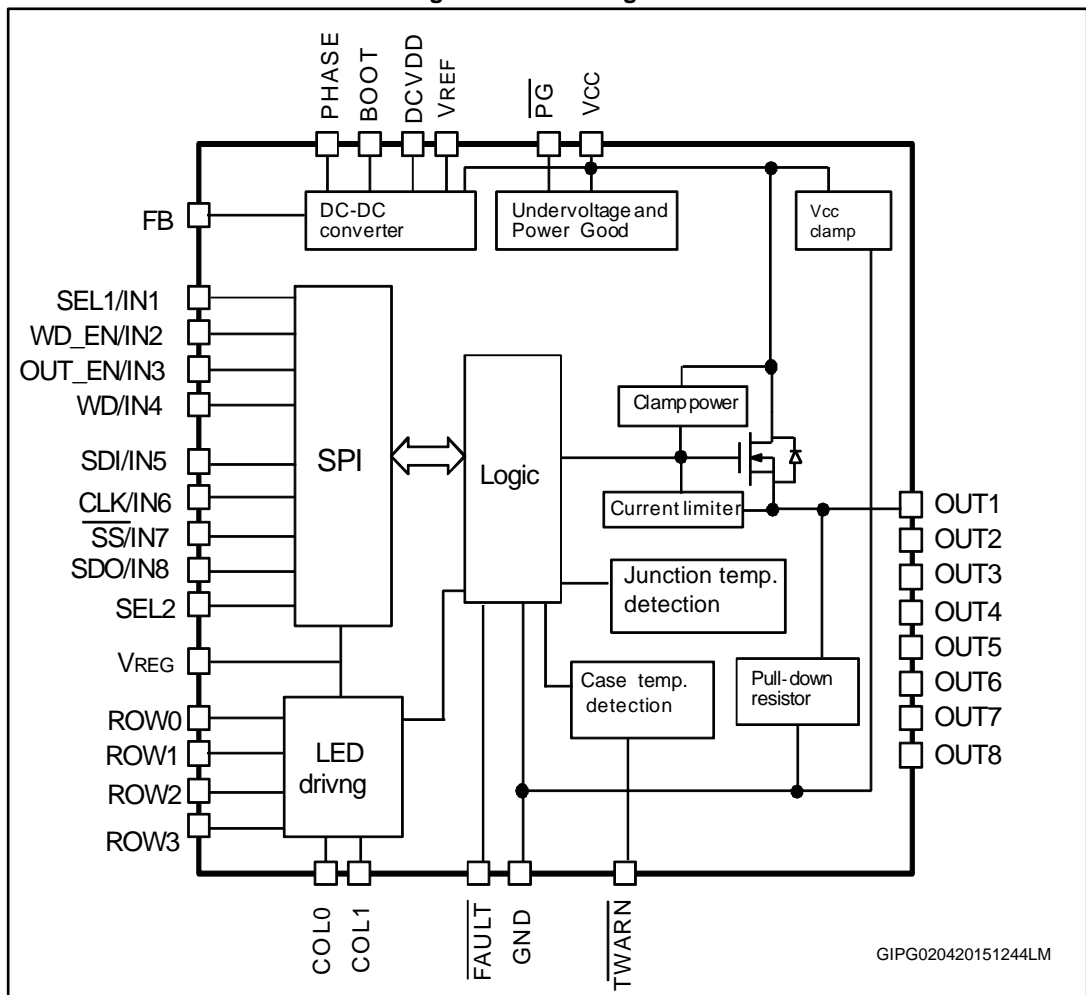 PHASE
BOOT
DCVDD
VREF
PG
VCC
FB
DC-DC
converter
Undervoltage and
Power Good
Vcc
clamp
SEL1/IN1
WD_EN/IN2
OUT_EN/IN3
WD/IN4
SDI/IN5
CLK/IN6
SS/IN7
SDO/IN8
SEL2
VREG
SPI
Logic
Clamp power
Current limiter
Junction temp.
detection
Case temp.
detection
Pull-down
resistor
OUT1
OUT2
OUT3
OUT4
OUT5
OUT6
OUT7
OUT8
ROW0
ROW1
ROW2
ROW3
LED
drivng
COL0
COL1
FAULT
GND
TWARN
GIPG020420151244LM